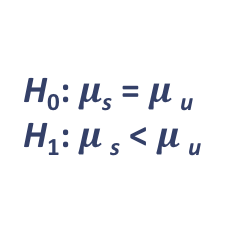 H₀: μₛ = μ ᵤ
H₁: μ ₛ < μ ᵤ